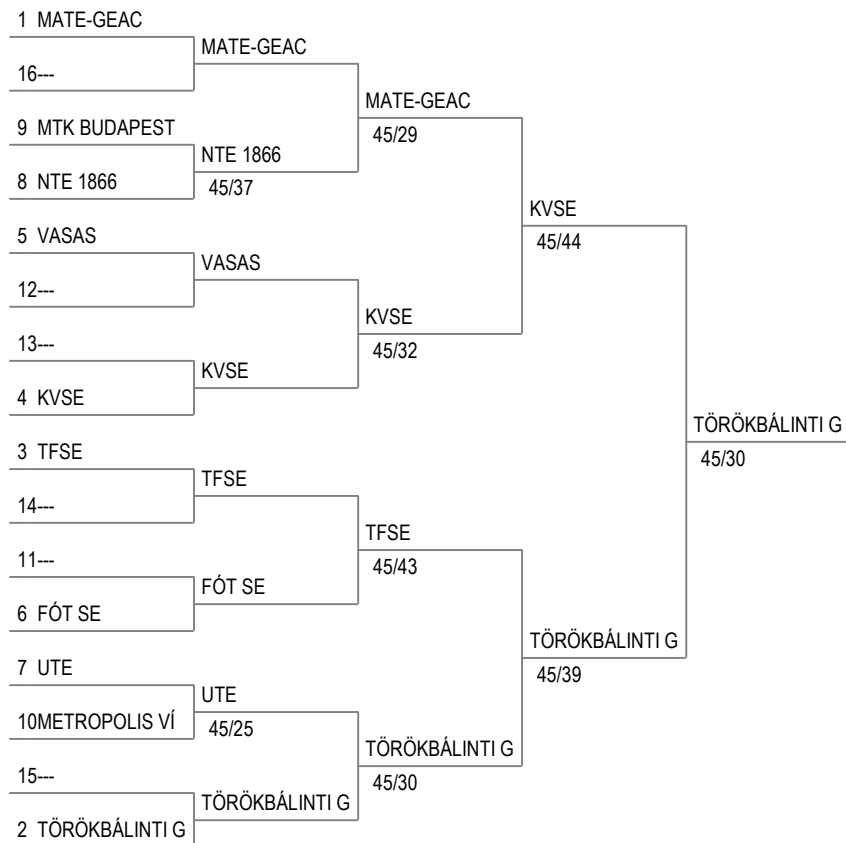 1 MATE-GEAC
16---
9 MTK BUDAPEST
8 NTE 1866
5 VASAS
12---
13---
4 KVSE
3 TFSE
14---
11---
6 FÓT SE
7 UTE
10METROPOLIS VÍ
15---
2 TÖRÖKBÁLINTI G
MATE-GEAC
NTE 1866
45/37
VASAS
KVSE
TFSE
FÓT SE
UTE
45/25
TÖRÖKBÁLINTI G
MATE-GEAC
45/29
KVSE
45/32
TFSE
45/43
TÖRÖKBÁLINTI G
45/30
KVSE
45/44
TÖRÖKBÁLINTI G
45/39
TÖRÖKBÁLINTI G
45/30